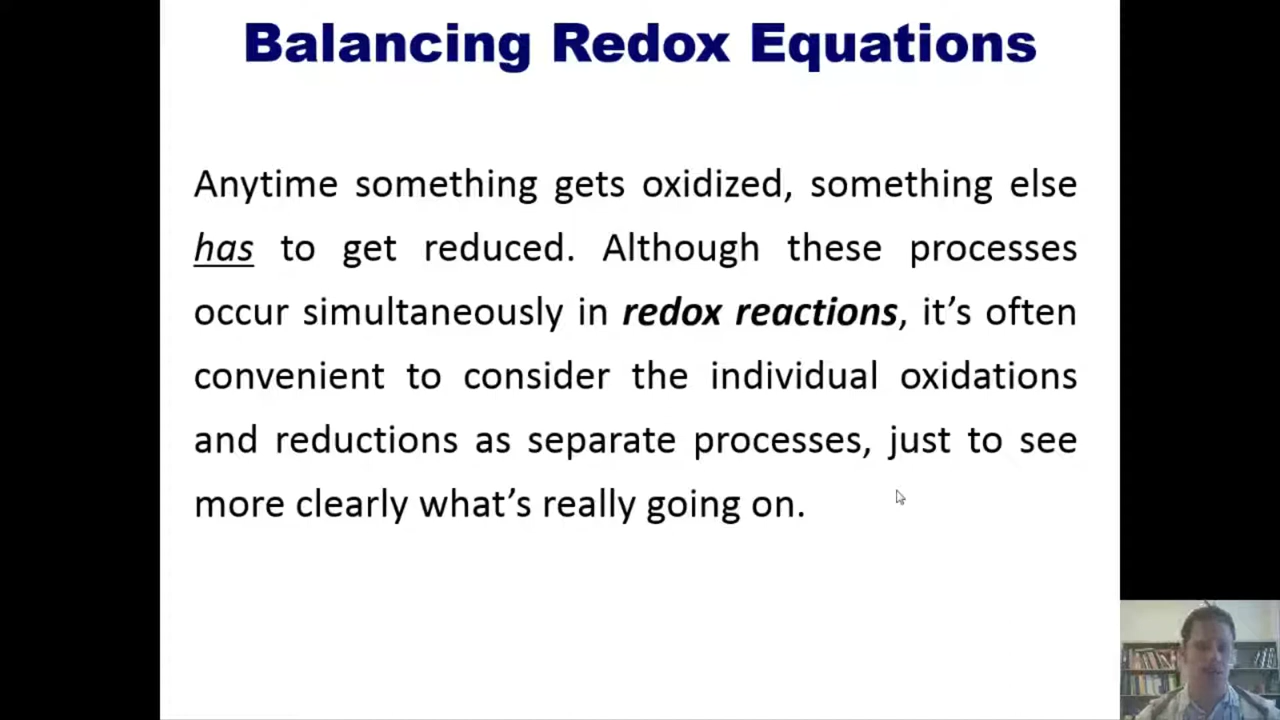 Balancing Redox Equations
Anytime something gets oxidized, something else
has to get reduced. Although these processes
occur simultaneously in redox reactions, it’s often
convenient to consider the individual oxidations
and reductions as separate processes, just to see
more clearly what’s really going on.